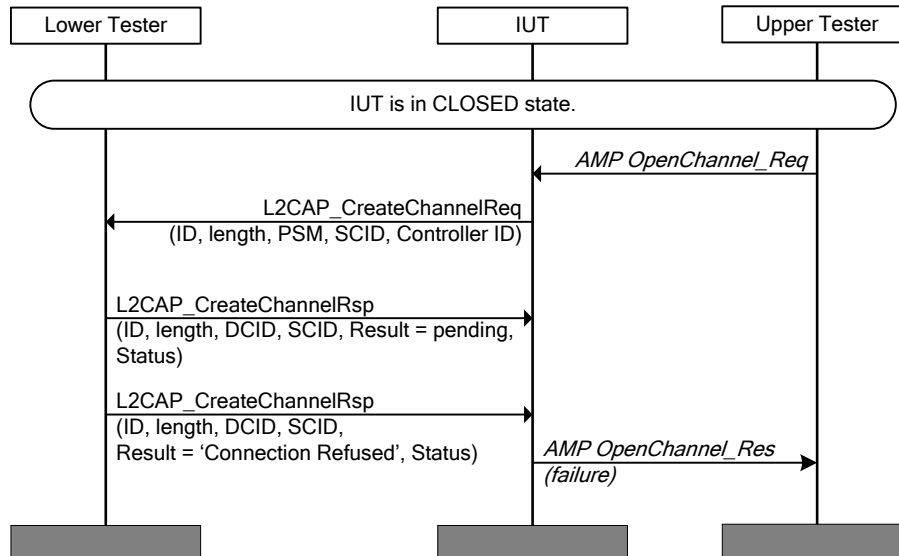 Lower Tester
IUT
Upper Tester
IUT is in CLOSED state.
AMP OpenChannel_Req
L2CAP_CreateChannelReq
(ID, length, PSM, SCID, Controller ID)
L2CAP_CreateChannelRsp
(ID, length, DCID, SCID, Result = pending,
Status)
L2CAP_CreateChannelRsp
(ID, length, DCID, SCID,
Result = ‘Connection Refused’, Status)
AMP OpenChannel_Res
(failure)